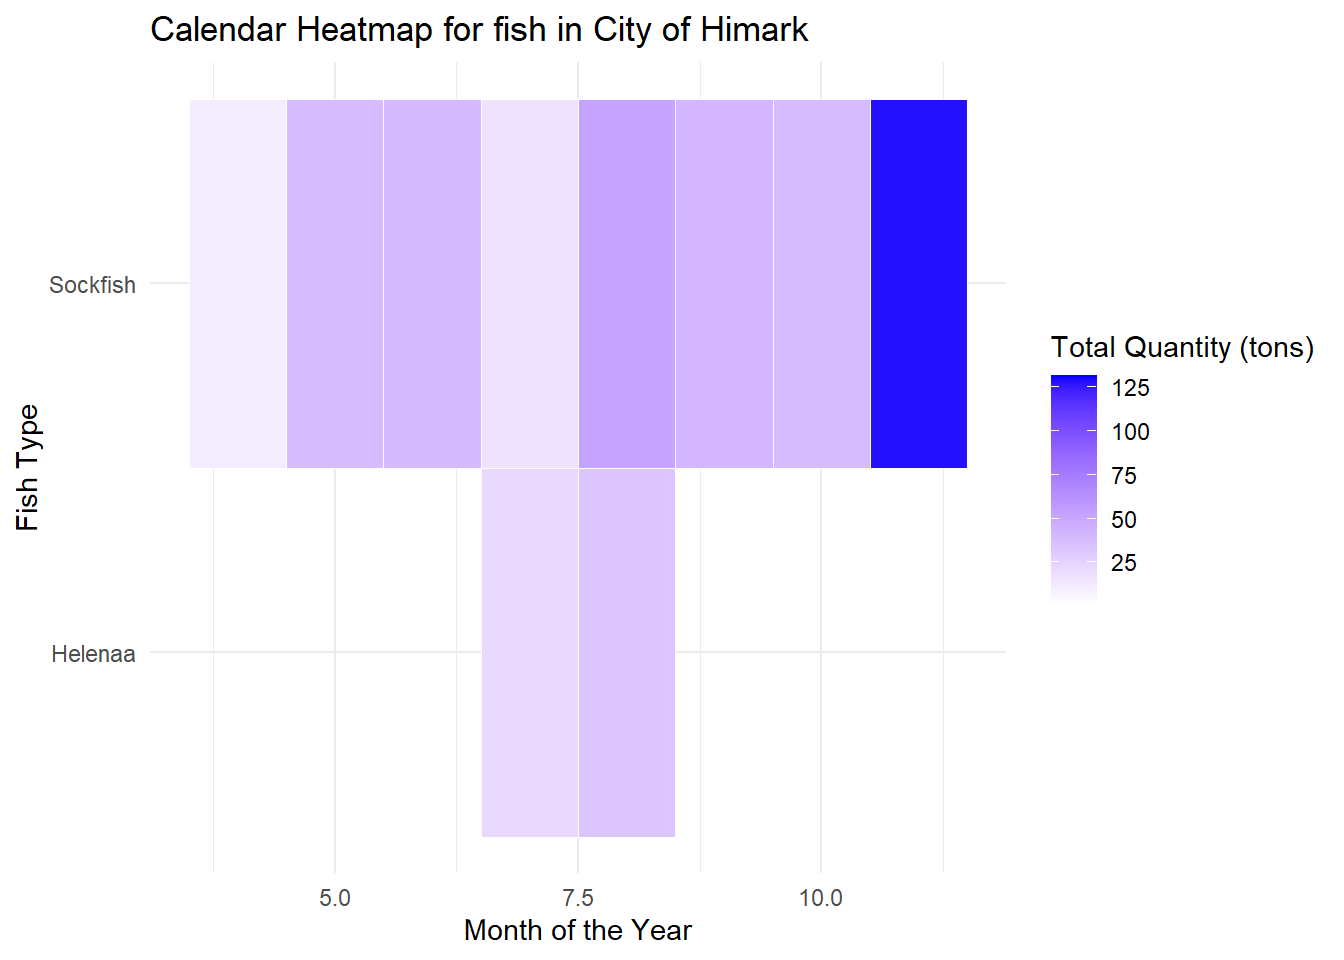 Calendar Heatmap for fish in City of Himark
Fish Type
Sockfish
Helenaa
5.0
7.5
10.0
Month of the Year
Total Quantity (tons)
125
100
75
50
25